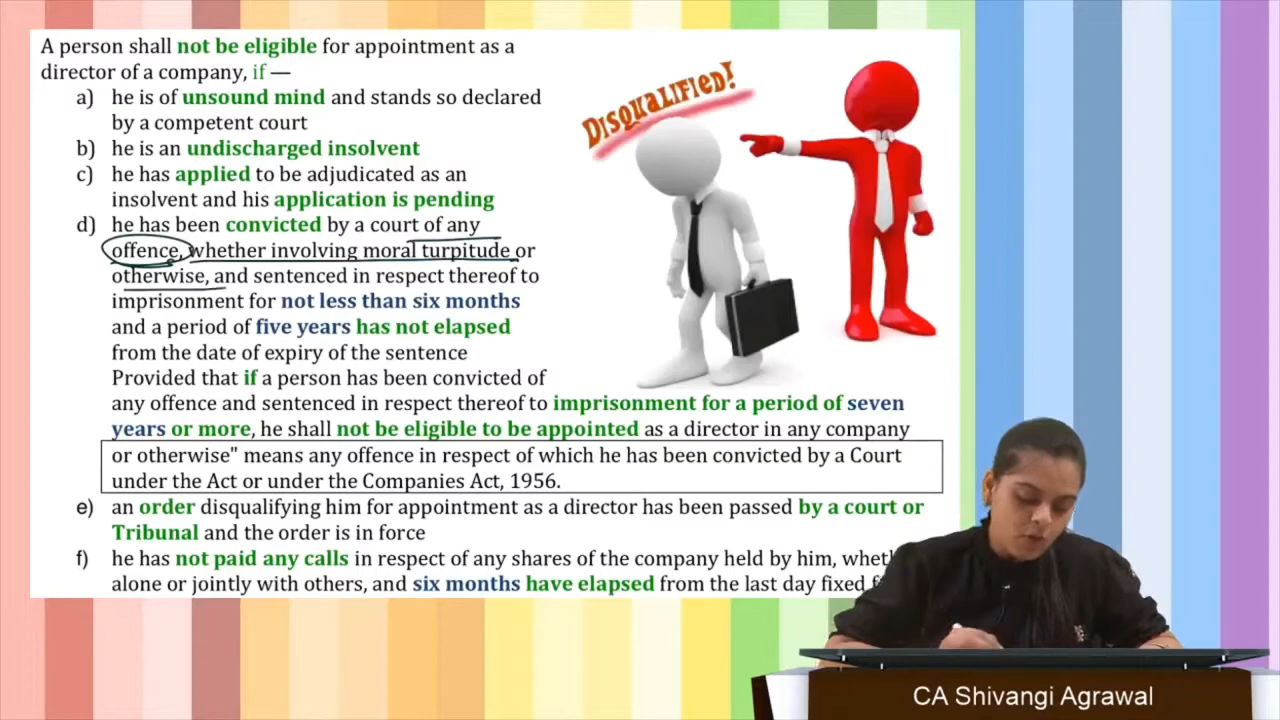 A person shall not be eligible for appointment as a
director of a company, if —
a) he is of unsound mind and stands so declared
by a competent court
b) he is an undischarged insolvent
c) he has applied to be adjudicated as an
insolvent and his application is pending
d) he has been convicted by a court of any
offence, whether involving moral turpitude or
otherwise, and sentenced in respect thereof to
imprisonment for not less than six months
and a period of five years has not elapsed
from the date of expiry of the sentence
Provided that if a person has been convicted of
any offence and sentenced in respect thereof to imprisonment for a period of seven
years or more, he shall not be eligible to be appointed as a director in any company
or otherwise" means any offence in respect of which he has been convicted by a Court
under the Act or under the Companies Act, 1956.
e) an order disqualifying him for appointment as a director has been passed by a court or
Tribunal and the order is in force
f) he has not paid any calls in respect of any shares of the company held by him,
alone or jointly with others, and six months have elapsed from the last day fixed
DISQUALIFIED!
CA Shivangi Agrawal